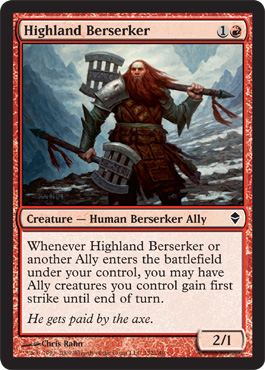 Highland Berserker 1
Creature — Human Berserker Ally
Whenever Highland Berserker or
another Ally enters the battlefield
under your control, you may have
Ally creatures you control gain first
strike until end of turn.
He gets paid by the axe.
Chris Rahn
2/1